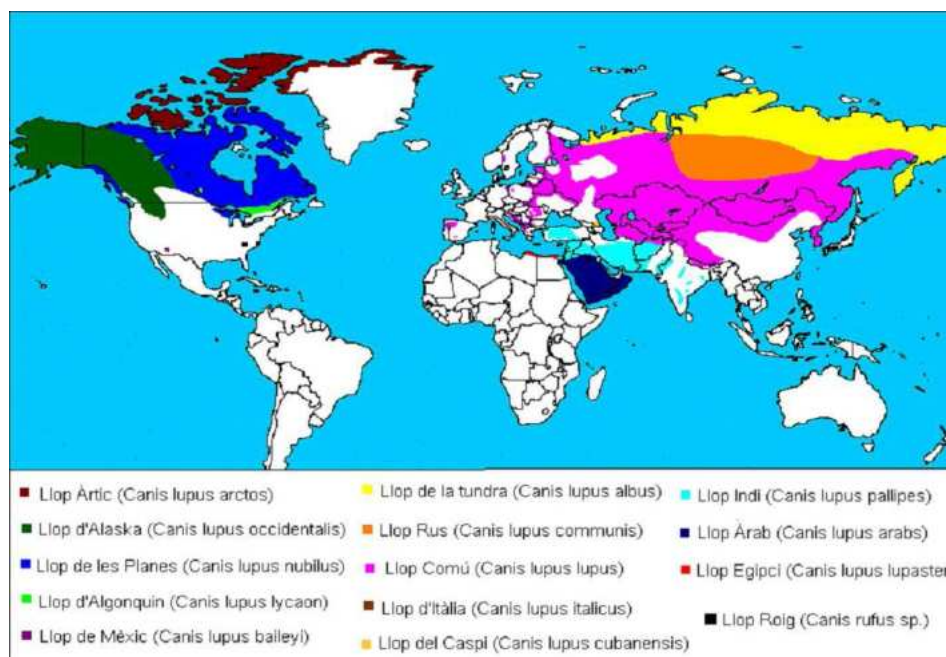 Llop Àrtic (Canis lupus arctos)
Llop d'Alaska (Canis lupus occidentalis)
Llop de les Planes (Canis lupus nubilus)
Llop d'Algonquin (Canis lupus lycaon)
Llop de Mèxic (Canis lupus baileyi)
Llop de la tundra (Canis lupus albus)
Llop Rus (Canis lupus communis)
Llop Comú (Canis lupus lupus)
Llop d'Itàlia (Canis lupus italicus)
Llop del Caspi (Canis lupus cubanensis)
Llop Indi (Canis lupus pallipes)
Llop Àrab (Canis lupus arabs)
Llop Egipci (Canis lupus lupaster
Llop Roig (Canis rufus sp.)